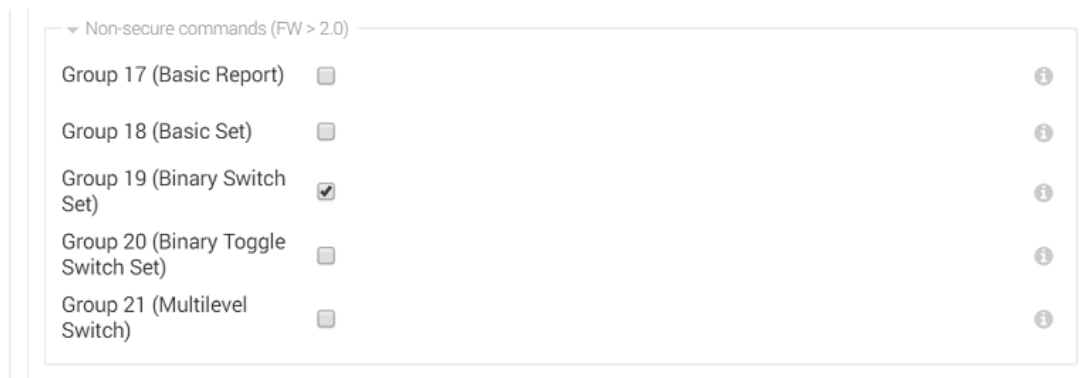 Non-secure commands (FW > 2.0)
Group 17 (Basic Report)
Group 18 (Basic Set)
Group 19 (Binary Switch
Set)
Group 20 (Binary Toggle
Switch Set)
Group 21 (Multilevel
Switch)